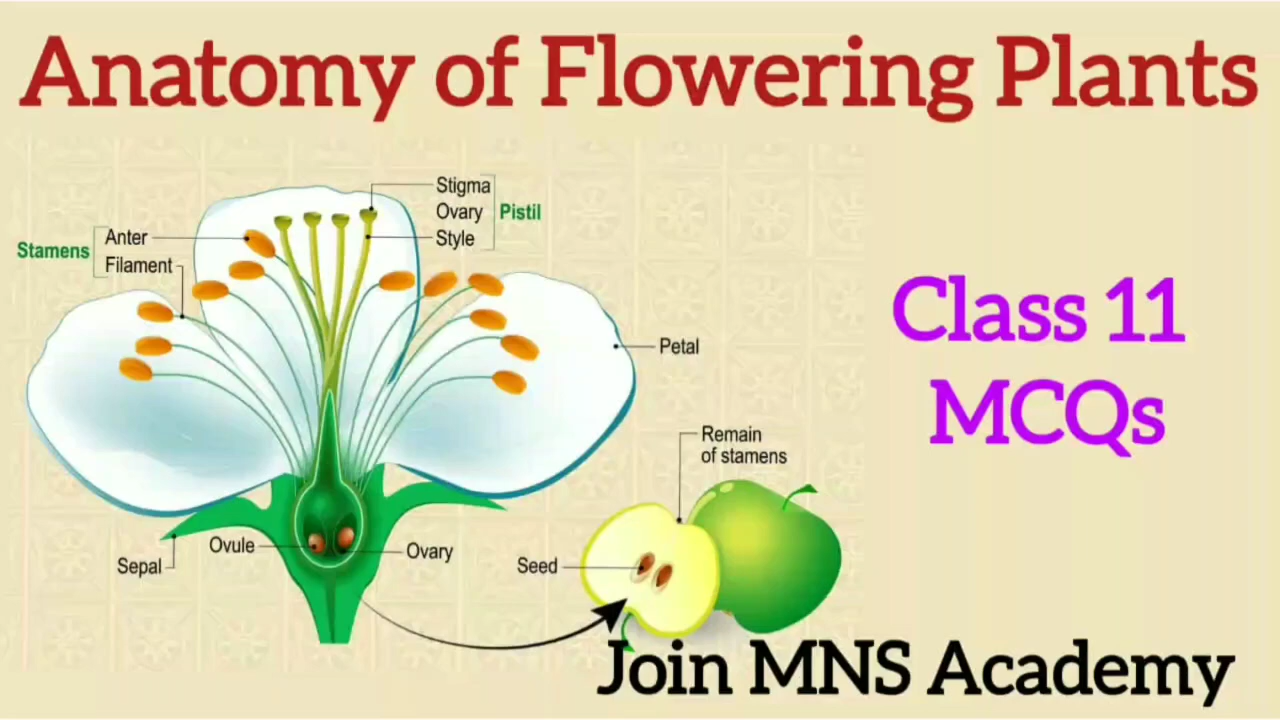 Anatomy of Flowering Plants
Stigma
Ovary
Style
Pistil
Stamens
Anter
Filament
Petal
Class 11
MCQs
Remain
of stamens
Sepal
Ovule
Ovary
Seed
Join MNS Academy